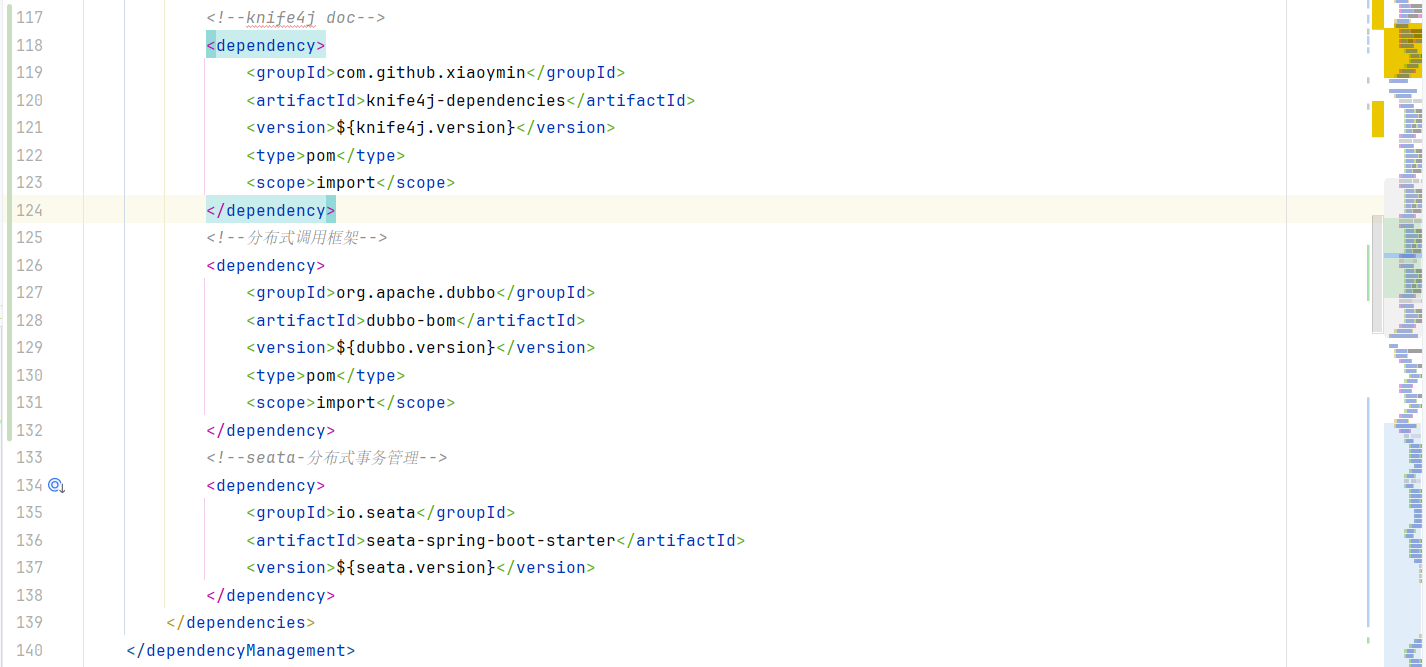 117 <!--knife4j doc-->
118 <dependency>
119 <groupId>com.github.xiaoymin</groupId>
120 <artifactId>knife4j-dependencies</artifactId>
121 <version>${knife4j.version}</version>
122 <type>pom</type>
123 <scope>import</scope>
124 </dependency>
125 <!--分布式调用框架-->
126 <dependency>
127 <groupId>org.apache.dubbo</groupId>
128 <artifactId>dubbo-bom</artifactId>
129 <version>${dubbo.version}</version>
130 <type>pom</type>
131 <scope>import</scope>
132 </dependency>
133 <!--seata-分布式事务管理-->
134 <dependency>
135 <groupId>io.seata</groupId>
136 <artifactId>seata-spring-boot-starter</artifactId>
137 <version>${seata.version}</version>
138 </dependency>
139 </dependencies>
140 </dependencyManagement>